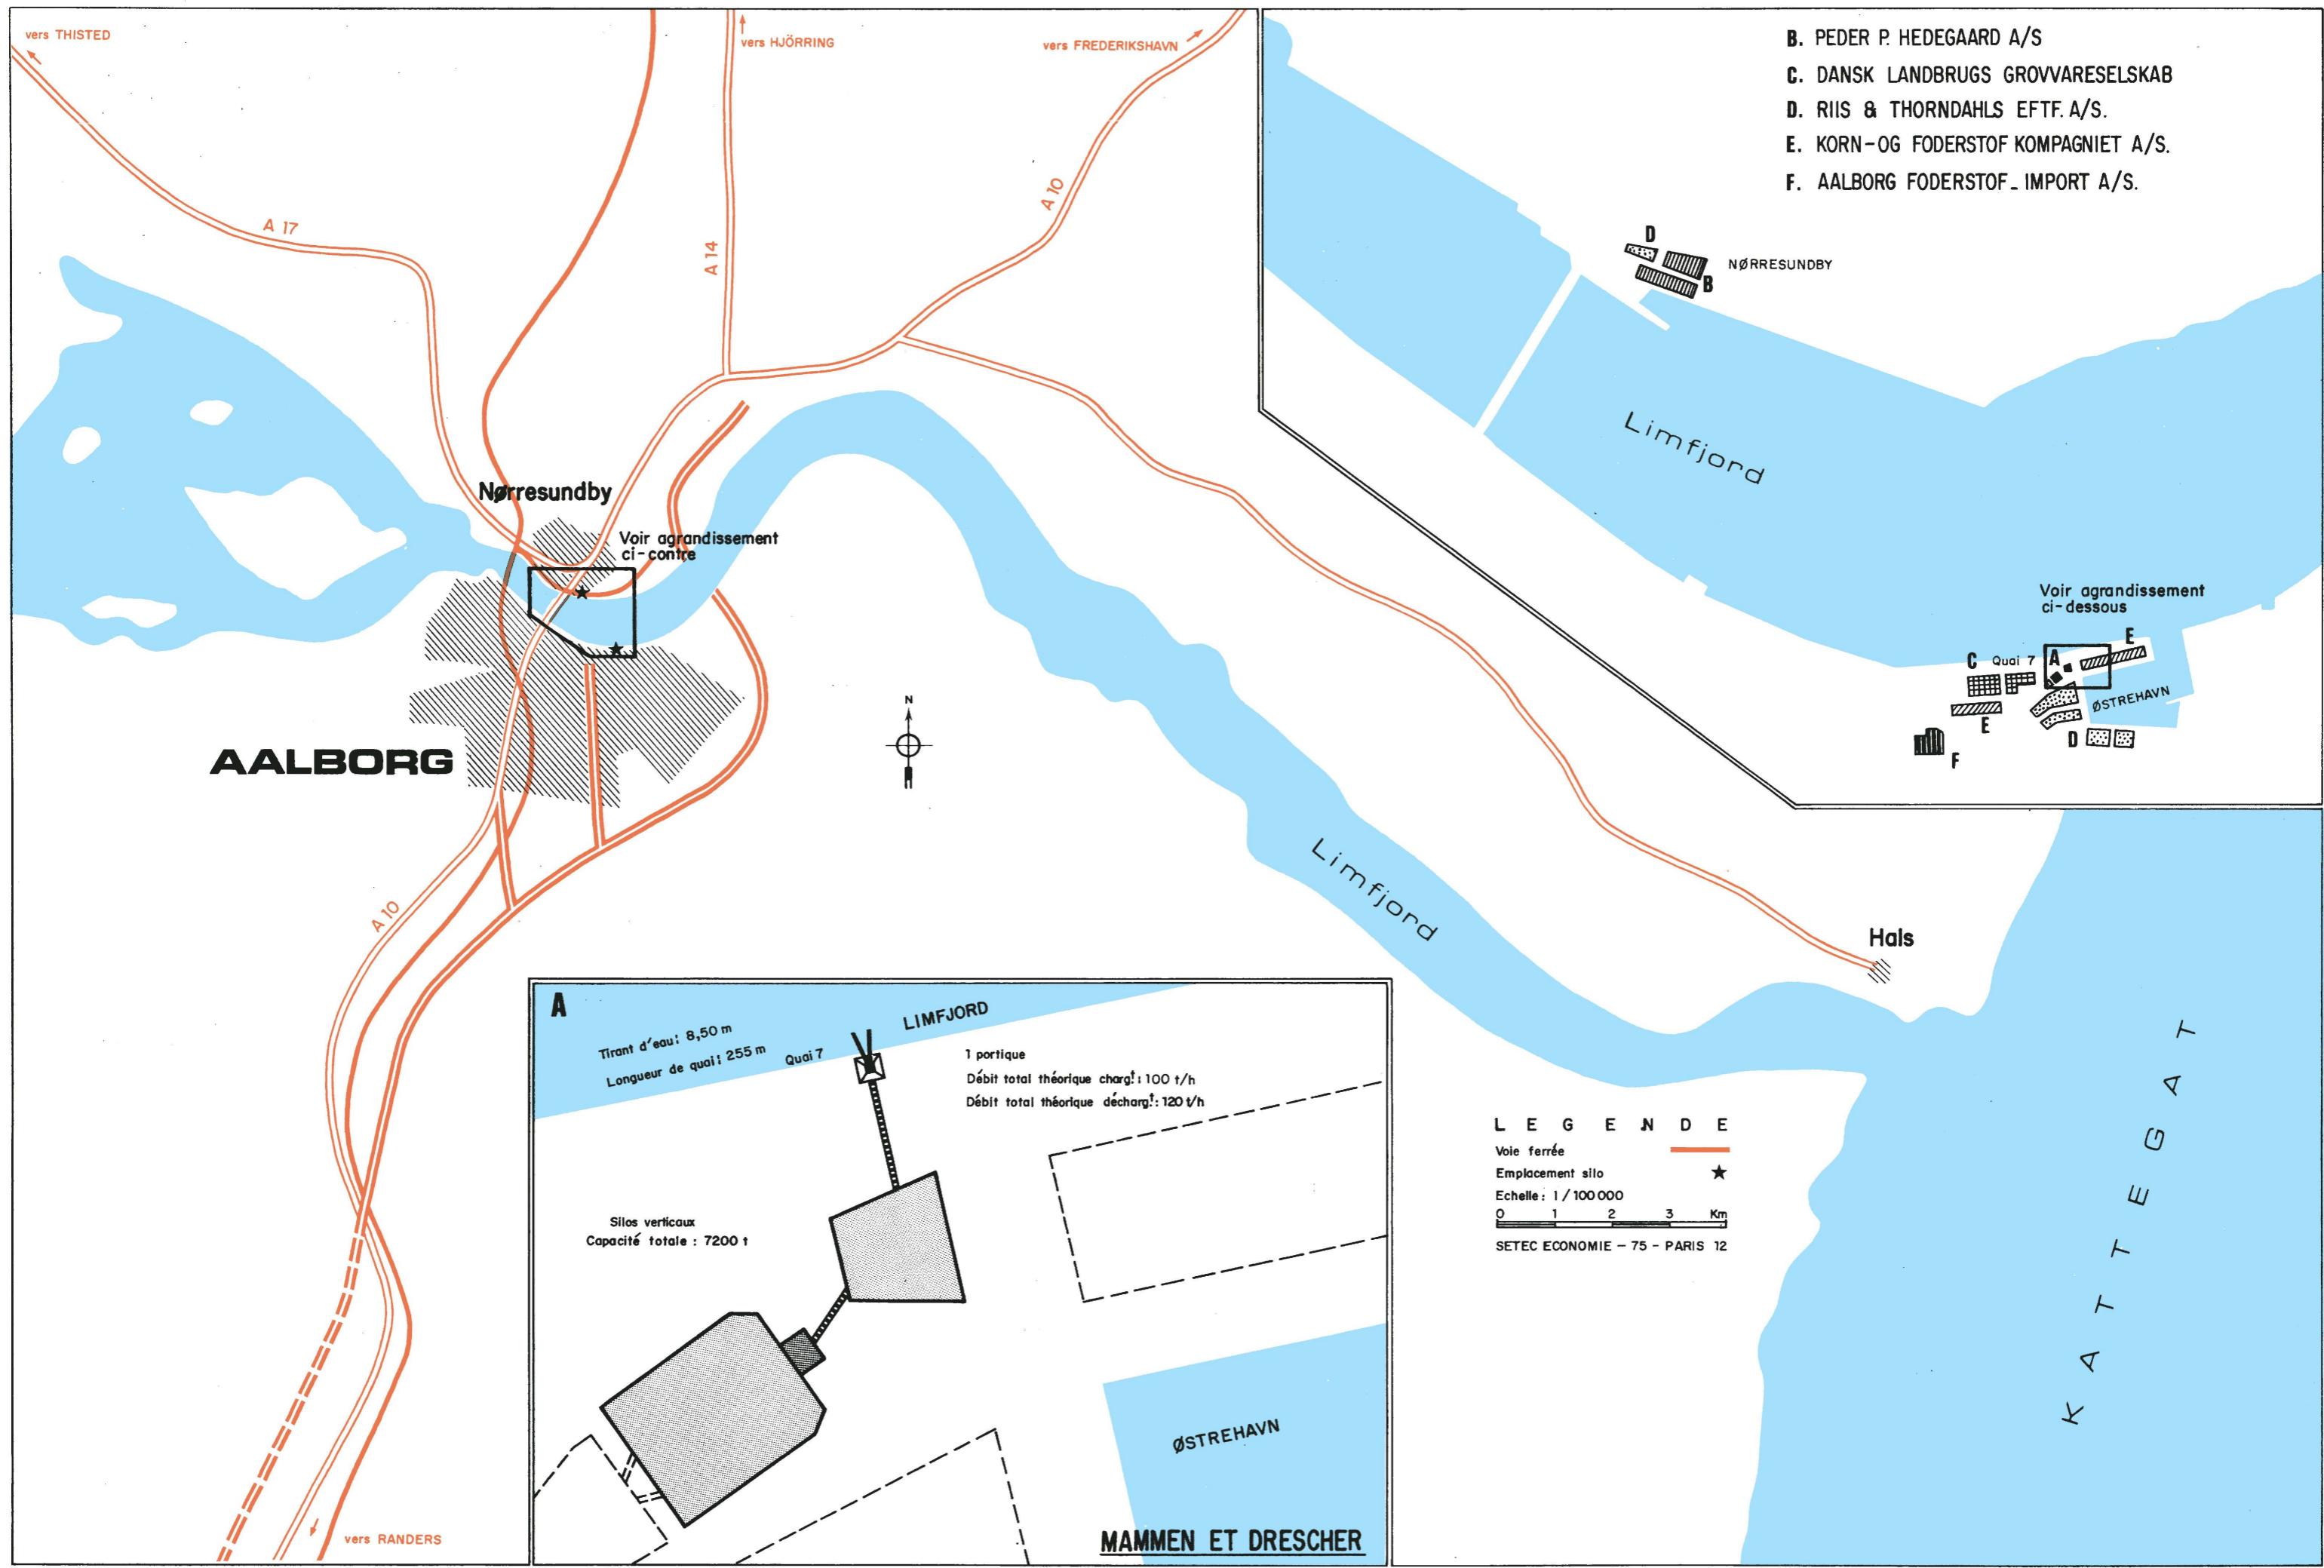 vers THISTED
vers HJÖRRING
vers FREDERIKSHAVN
A 17
A 14
A 10
Nørresundby
Voir agrandissement
ci-contre
AALBORG
N
A 10
vers RANDERS
Limfjord
Hals
KATTEGAT
B. PEDER P. HEDEGAARD A/S
C. DANSK LANDBRUGS GROVVARESELSKAB
D. RIIS & THORNDAHLS EFTF. A/S.
E. KORN-OG FODERSTOF KOMPAGNIET A/S.
F. AALBORG FODERSTOF_IMPORT A/S.
D
B
NØRRESUNDBY
Limfjord
Voir agrandissement
ci-dessous
E
C Quai 7 A
ØSTREHAVN
E
D
F
A
LIMFJORD
Tirant d'eau: 8,50 m
Longueur de quai: 255 m
Quai 7
1 portique
Débit total théorique chargt: 100 t/h
Débit total théorique déchargt: 120 t/h
Silos verticaux
Capacité totale : 7200 t
ØSTREHAVN
MAMMEN ET DRESCHER
LEGENDE
Voie ferrée
Emplacement silo
Echelle : 1 / 100 000
0 1 2 3 Km
SETEC ECONOMIE - 75 - PARIS 12